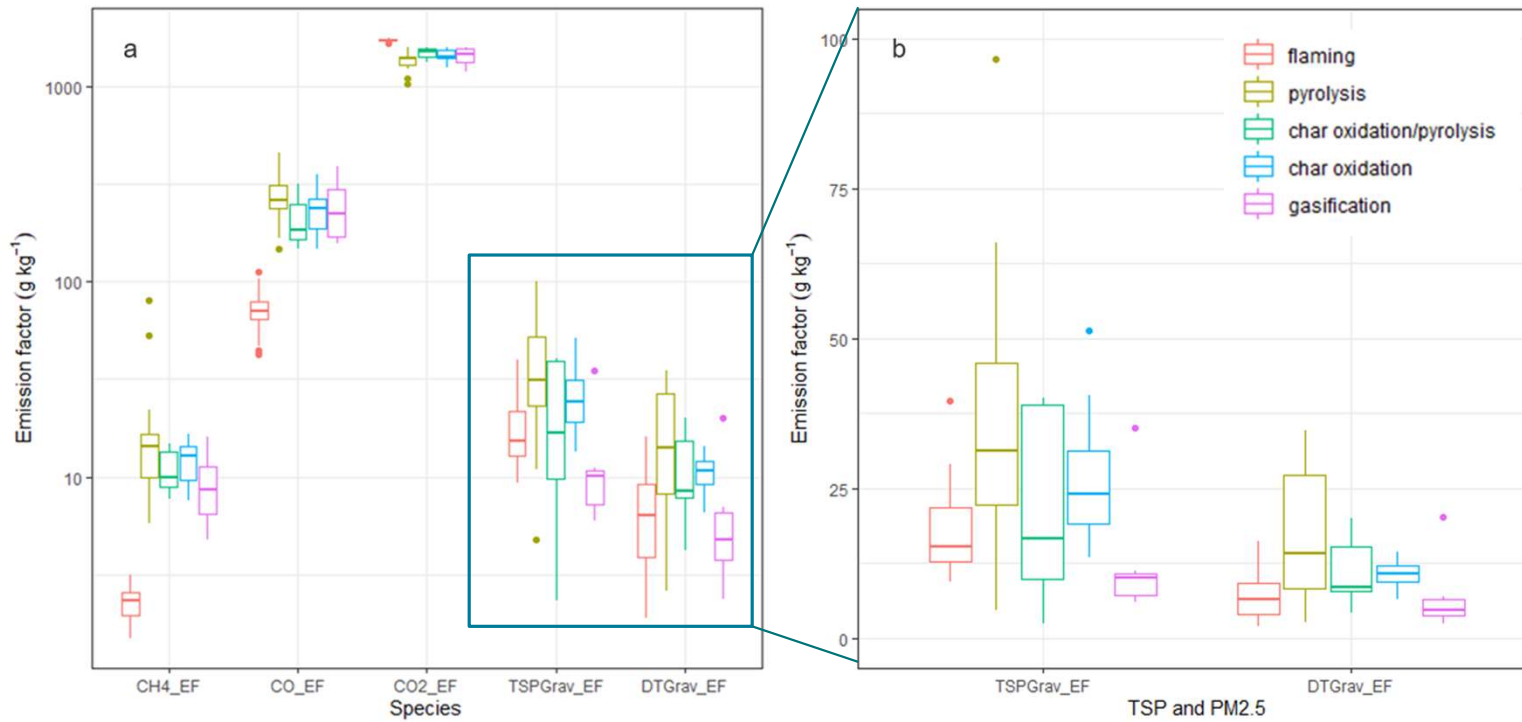 a
1000
100
10
Emission factor (g kg⁻¹)
CH4_EF
CO_EF
CO2_EF
TSPGrav_EF
DTGrav_EF
Species
b
100
75
50
25
0
Emission factor (g kg⁻¹)
flaming
pyrolysis
char oxidation/pyrolysis
char oxidation
gasification
TSPGrav_EF
DTGrav_EF
TSP and PM2.5